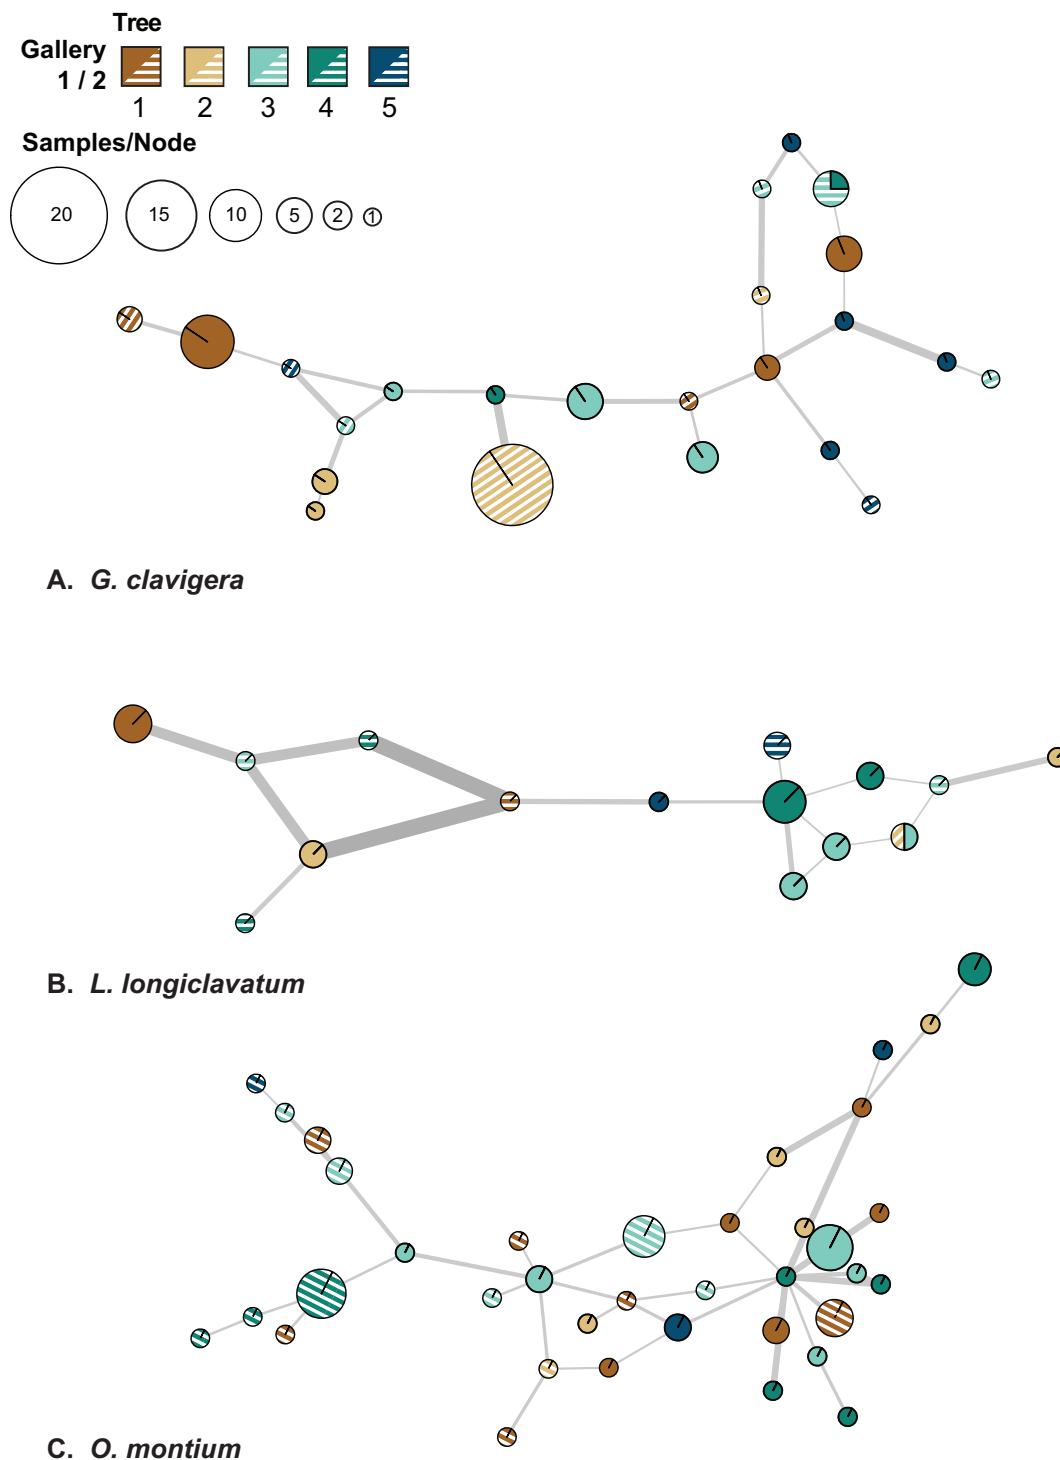 Tree
Gallery
1 / 2
1 2 3 4 5
Samples/Node
20 15 10 5 2 1
A. G. clavigera
B. L. longiclavatum
C. O. montium